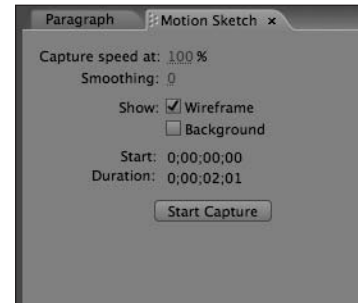 Paragraph Motion Sketch ×
Capture speed at: 100 %
Smoothing: 0
Show: Wireframe
Background
Start: 0;00;00;00
Duration: 0;00;02;01
Start Capture